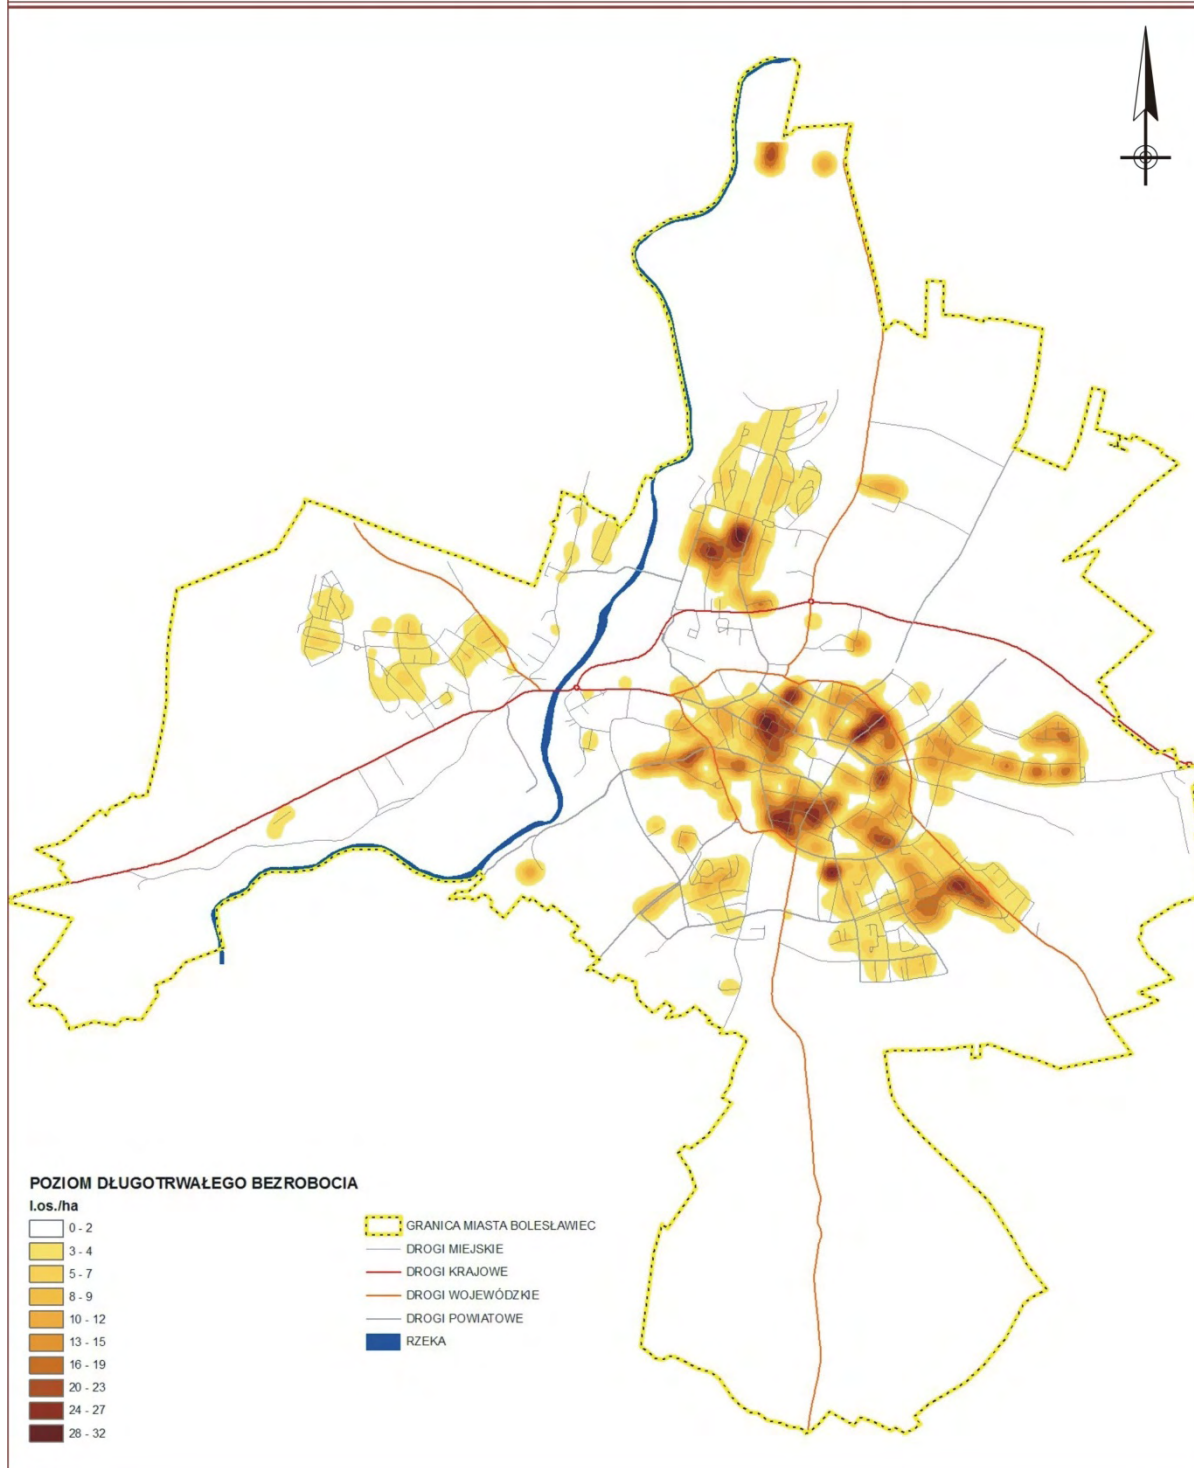 POZIOM DŁUGOTRWAŁEGO BEZROBOCIA
l.os./ha
0 - 2
3 - 4
5 - 7
8 - 9
10 - 12
13 - 15
16 - 19
20 - 23
24 - 27
28 - 32
GRANICA MIASTA BOLESŁAWIEC
DROGI MIEJSKIE
DROGI KRAJOWE
DROGI WOJEWÓDZKIE
DROGI POWIATOWE
RZEKA